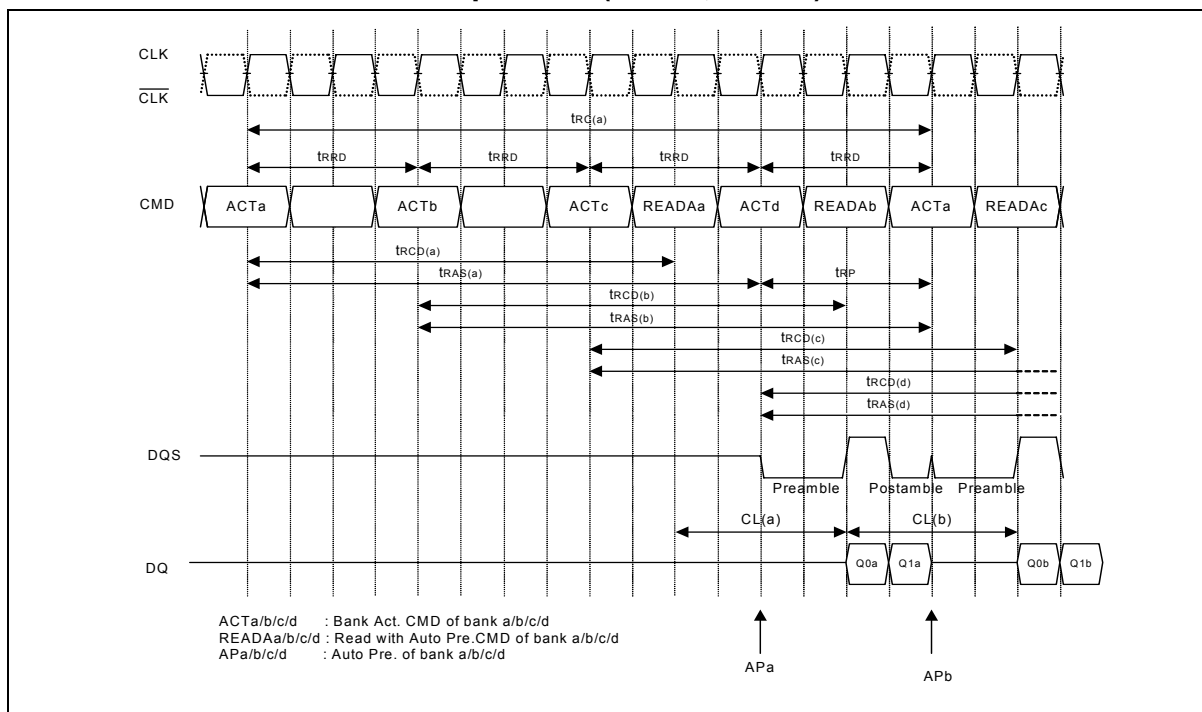 CLK
CLK
tRC(a)
tRRD tRRD tRRD tRRD
CMD ACTa ACTb ACTc READAa ACTd READAb ACTa READAc
tRCD(a)
tRAS(a) tRP
tRCD(b)
tRAS(b)
tRCD(c)
tRAS(c)
tRCD(d)
tRAS(d)
DQS
Preamble Postamble Preamble
CL(a) CL(b)
DQ Q0a Q1a Q0b Q1b
ACTa/b/c/d : Bank Act. CMD of bank a/b/c/d
READAa/b/c/d : Read with Auto Pre.CMD of bank a/b/c/d
APa/b/c/d : Auto Pre. of bank a/b/c/d
APa APb